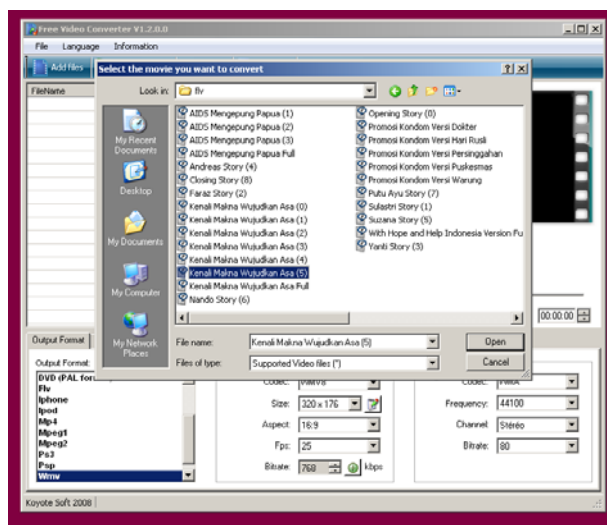 Free Video Converter V1.2.0.0
File Language Information
Add files
Select the movie you want to convert
FileName
Look in: flv
My Recent Documents
Desktop
My Documents
My Computer
My Network Places
AIDS Mengepung Papua (1)
AIDS Mengepung Papua (2)
AIDS Mengepung Papua (3)
AIDS Mengepung Papua Full
Andreas Story (4)
Closing Story (8)
Faraz Story (2)
Kenali Makna Wujudkan Asa (0)
Kenali Makna Wujudkan Asa (1)
Kenali Makna Wujudkan Asa (2)
Kenali Makna Wujudkan Asa (3)
Kenali Makna Wujudkan Asa (4)
Kenali Makna Wujudkan Asa (5)
Kenali Makna Wujudkan Asa Full
Nando Story (6)
Opening Story (0)
Promosi Kondom Versi Dokter
Promosi Kondom Versi Hari Rusli
Promosi Kondom Versi Persinggahan
Promosi Kondom Versi Puskesmas
Promosi Kondom Versi Warung
Putu Ayu Story (7)
Sulastri Story (1)
Suzana Story (5)
With Hope and Help Indonesia Version Fu
Yanti Story (3)
File name: Kenali Makna Wujudkan Asa (5)
Open
Files of type: Supported Video files (*)
Cancel
00:00:00
Output Format
Output Format:
DVD (PAL for
Flv
Iphone
Ipod
Mp4
Mpeg1
Mpeg2
Ps3
Psp
Wmv
Codec: WMV8
Size: 320 x 176
Aspect: 16:9
Fps: 25
Bitrate: 768 kbps
Codec: WMA
Frequency: 44100
Channel: Stéréo
Bitrate: 80
Koyote Soft 2008